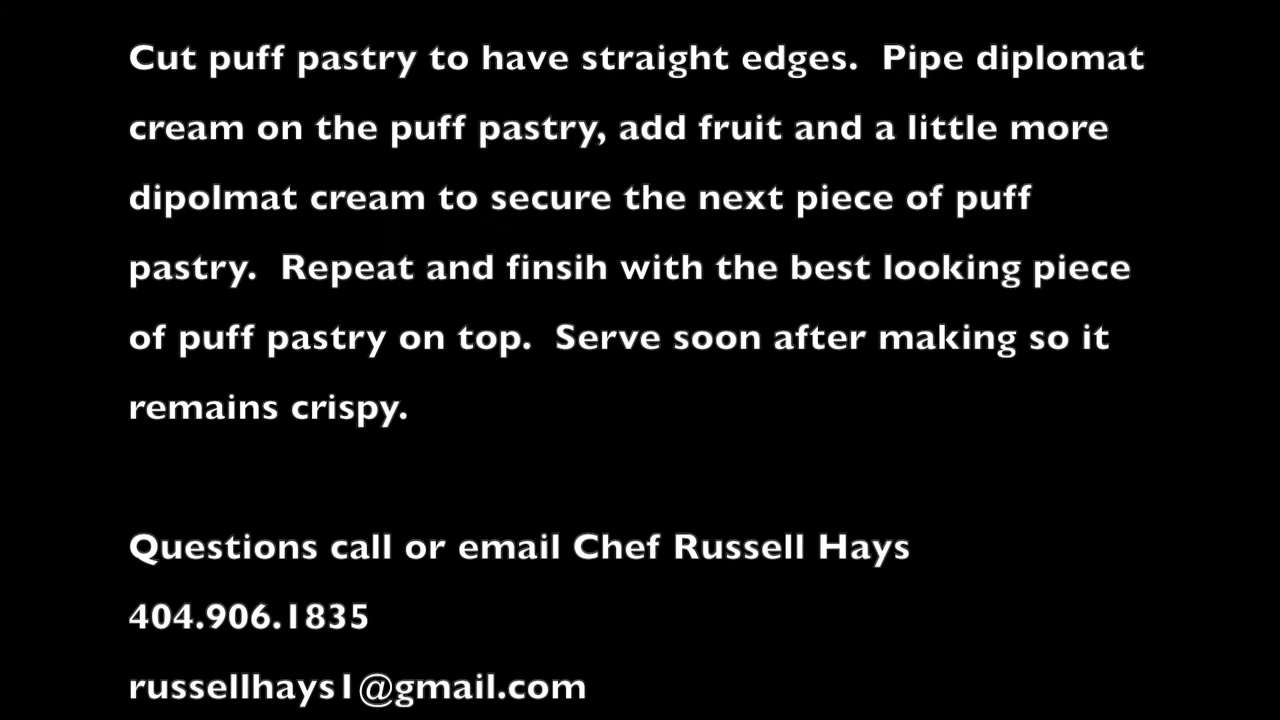 Cut puff pastry to have straight edges.  Pipe diplomat
cream on the puff pastry, add fruit and a little more
dipolmat cream to secure the next piece of puff
pastry.  Repeat and finsih with the best looking piece
of puff pastry on top.  Serve soon after making so it
remains crispy.
Questions call or email Chef Russell Hays
404.906.1835
russellhays1@gmail.com